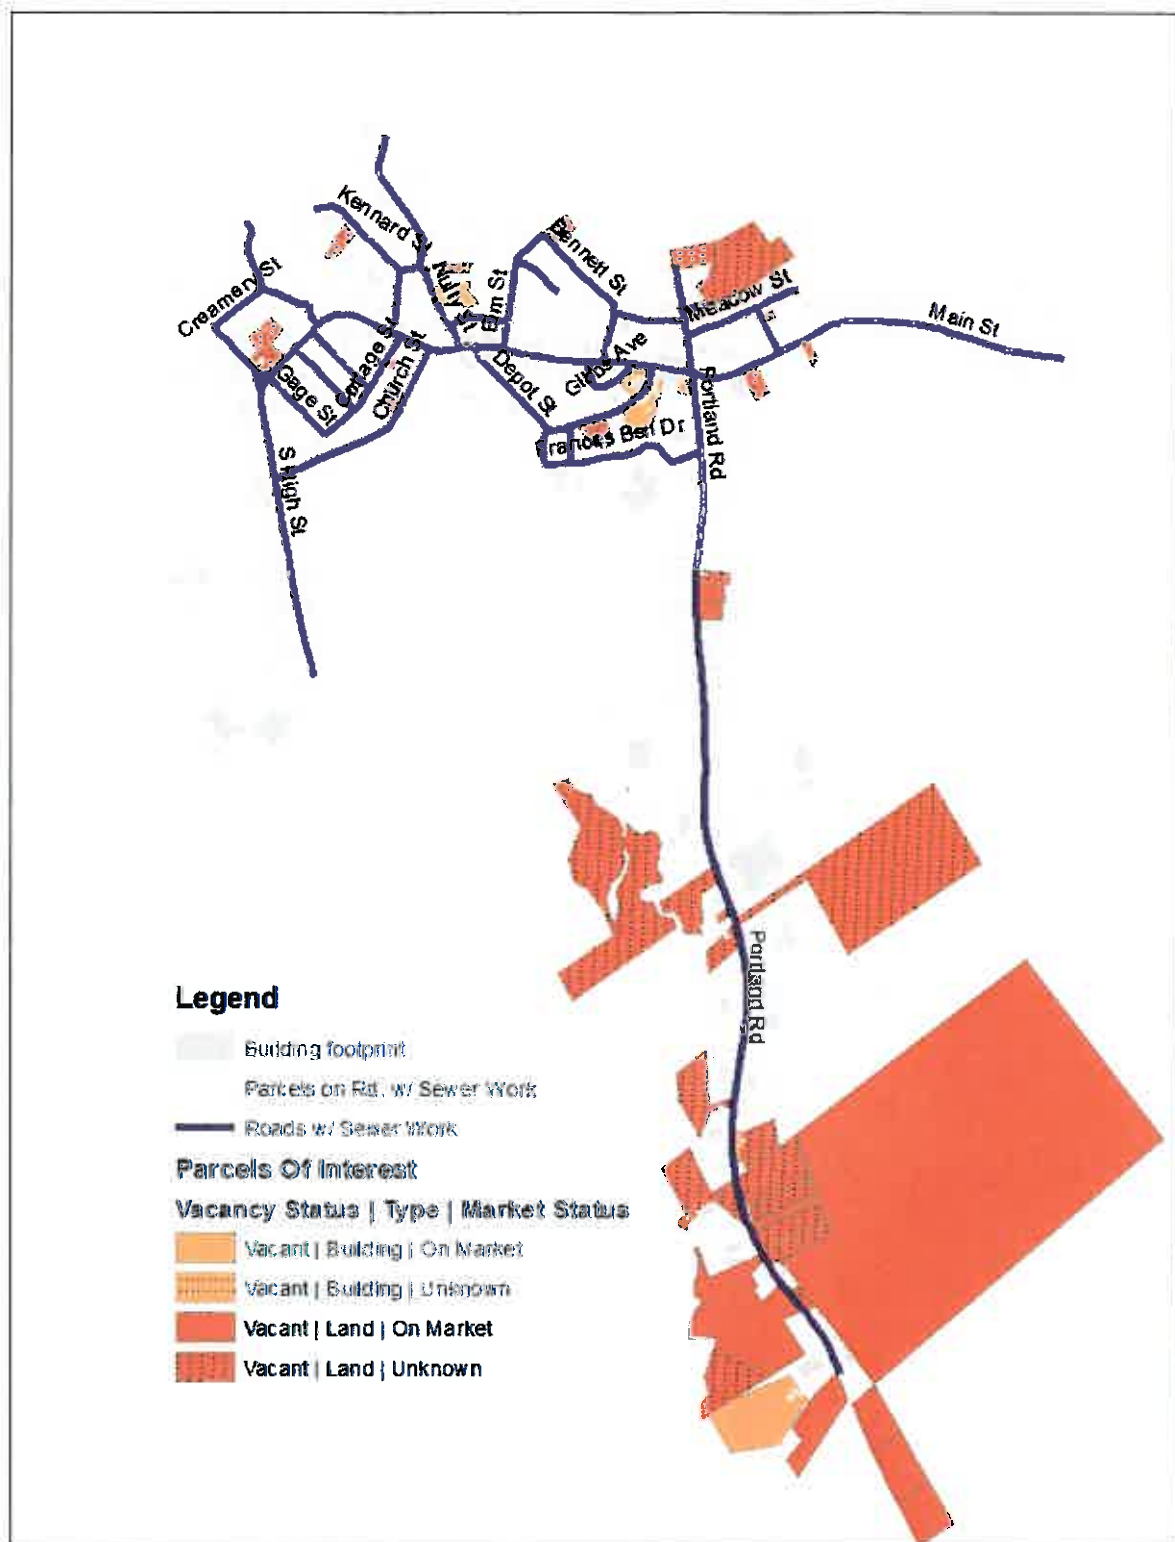 Kennard St
Creamery St
Nulty St
Elm St
Bennett St
Meadow St
Main St
Cottage St
Church St
Gage St
Depot St
Gibbs Ave
Portland Rd
Frances Bell Dr
S High St
Portland Rd
Legend
Building footprint
Parcels on Rd. w/ Sewer Work
Roads w/ Sewer Work
Parcels Of Interest
Vacancy Status | Type | Market Status
Vacant | Building | On Market
Vacant | Building | Unknown
Vacant | Land | On Market
Vacant | Land | Unknown